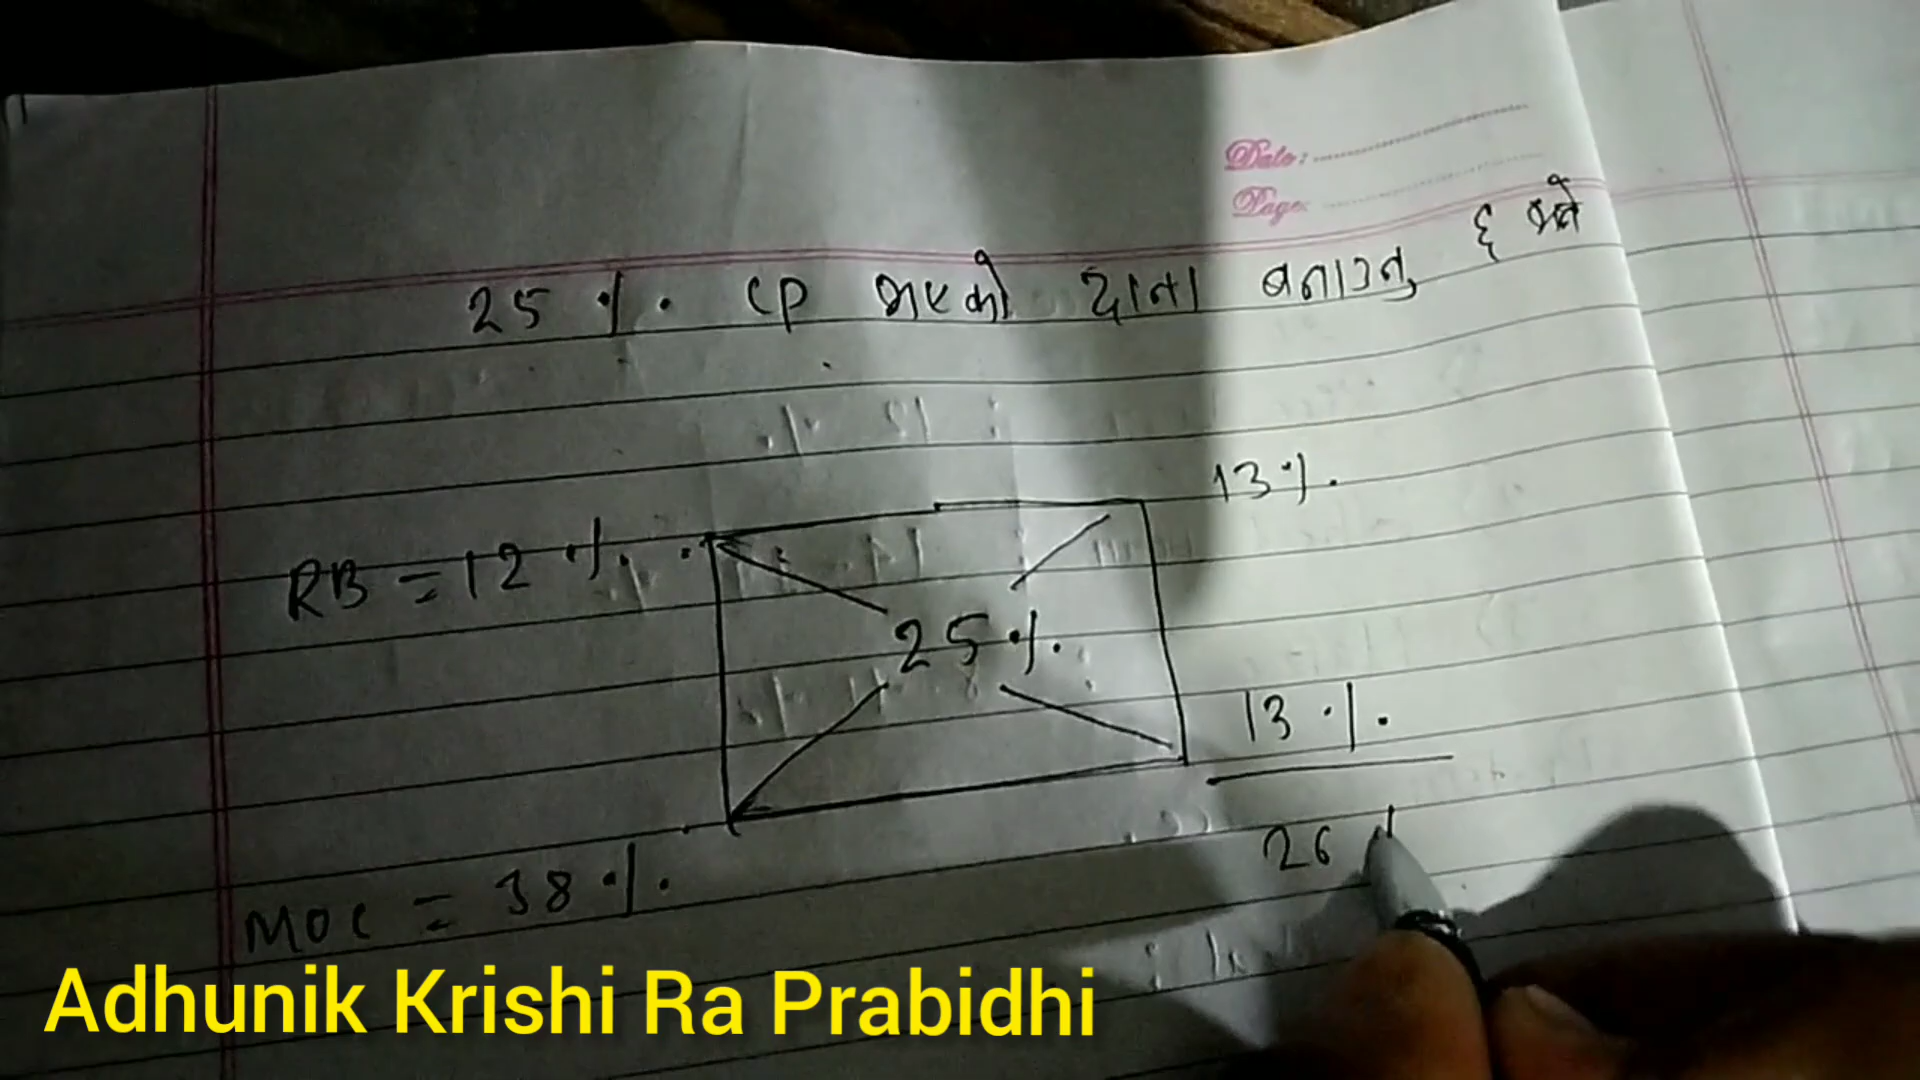 Date:
Page:
25 % CP भएको दाना बनाउनु छ भने
13 %.
RB = 12 %.
25 %.
13 %.
26 %
MOC = 38 %.
Adhunik Krishi Ra Prabidhi